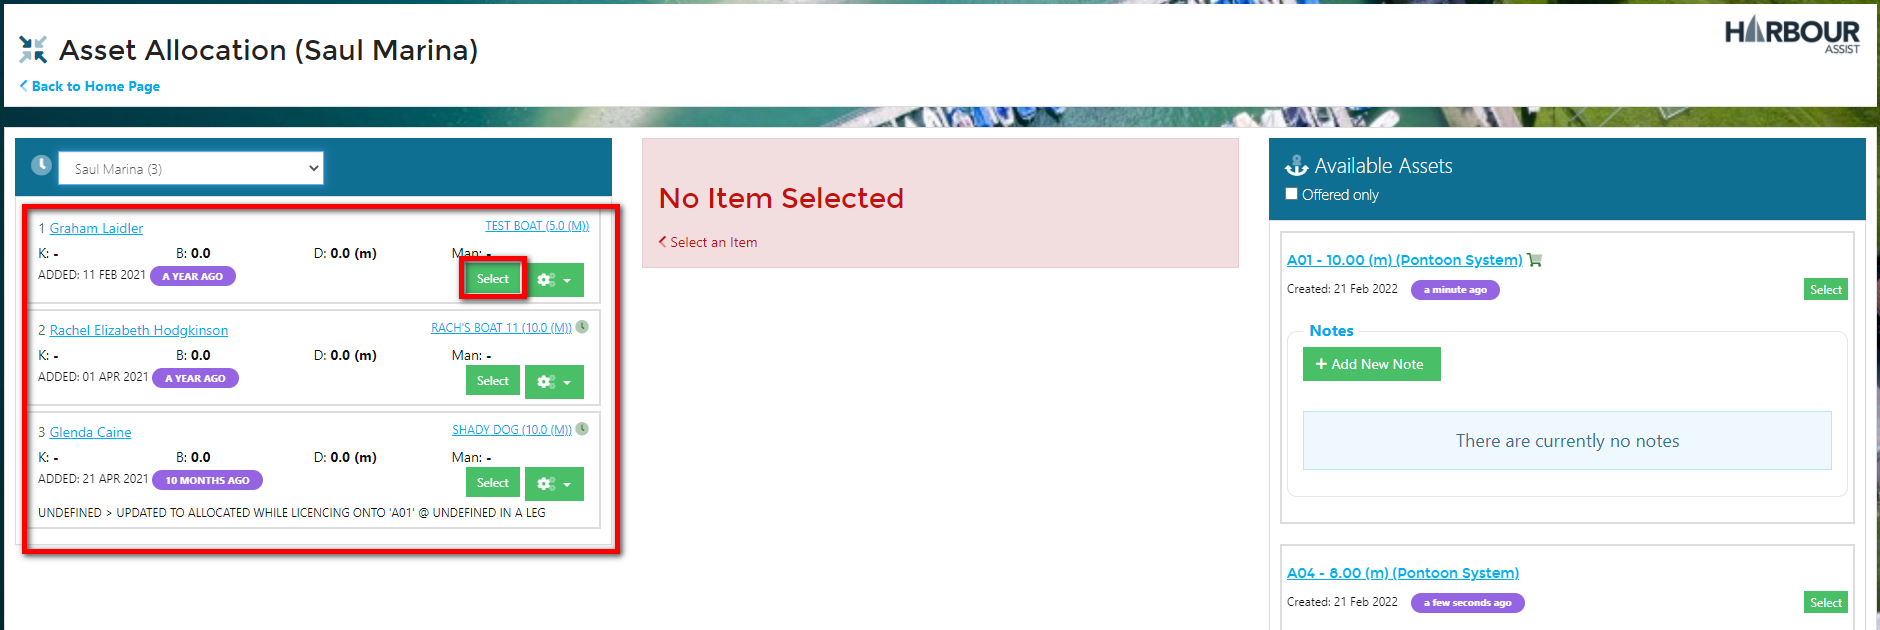 Asset Allocation (Saul Marina)
Back to Home Page
HARBOUR
ASSIST
Saul Marina (3)
1 Graham Laidler
TEST BOAT (5.0 (M))
K: - B: 0.0 D: 0.0 (m) Man: -
ADDED: 11 FEB 2021 A YEAR AGO
Select
2 Rachel Elizabeth Hodgkinson
RACH'S BOAT 11 (10.0 (M))
K: - B: 0.0 D: 0.0 (m) Man: -
ADDED: 01 APR 2021 A YEAR AGO
Select
3 Glenda Caine
SHADY DOG (10.0 (M))
K: - B: 0.0 D: 0.0 (m) Man: -
ADDED: 21 APR 2021 10 MONTHS AGO
Select
UNDEFINED > UPDATED TO ALLOCATED WHILE LICENCING ONTO 'A01' @ UNDEFINED IN A LEG
No Item Selected
Select an Item
Available Assets
Offered only
A01 - 10.00 (m) (Pontoon System)
Created: 21 Feb 2022 a minute ago
Select
Notes
+ Add New Note
There are currently no notes
A04 - 8.00 (m) (Pontoon System)
Created: 21 Feb 2022 a few seconds ago
Select